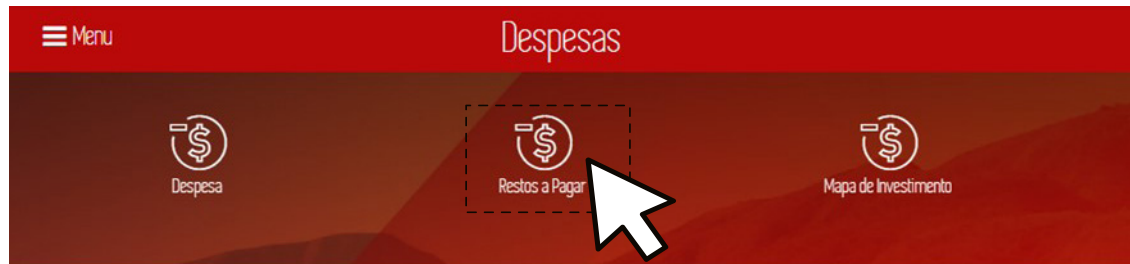 Menu
Despesas
Despesa
Restos a Pagar
Mapa de Investimento